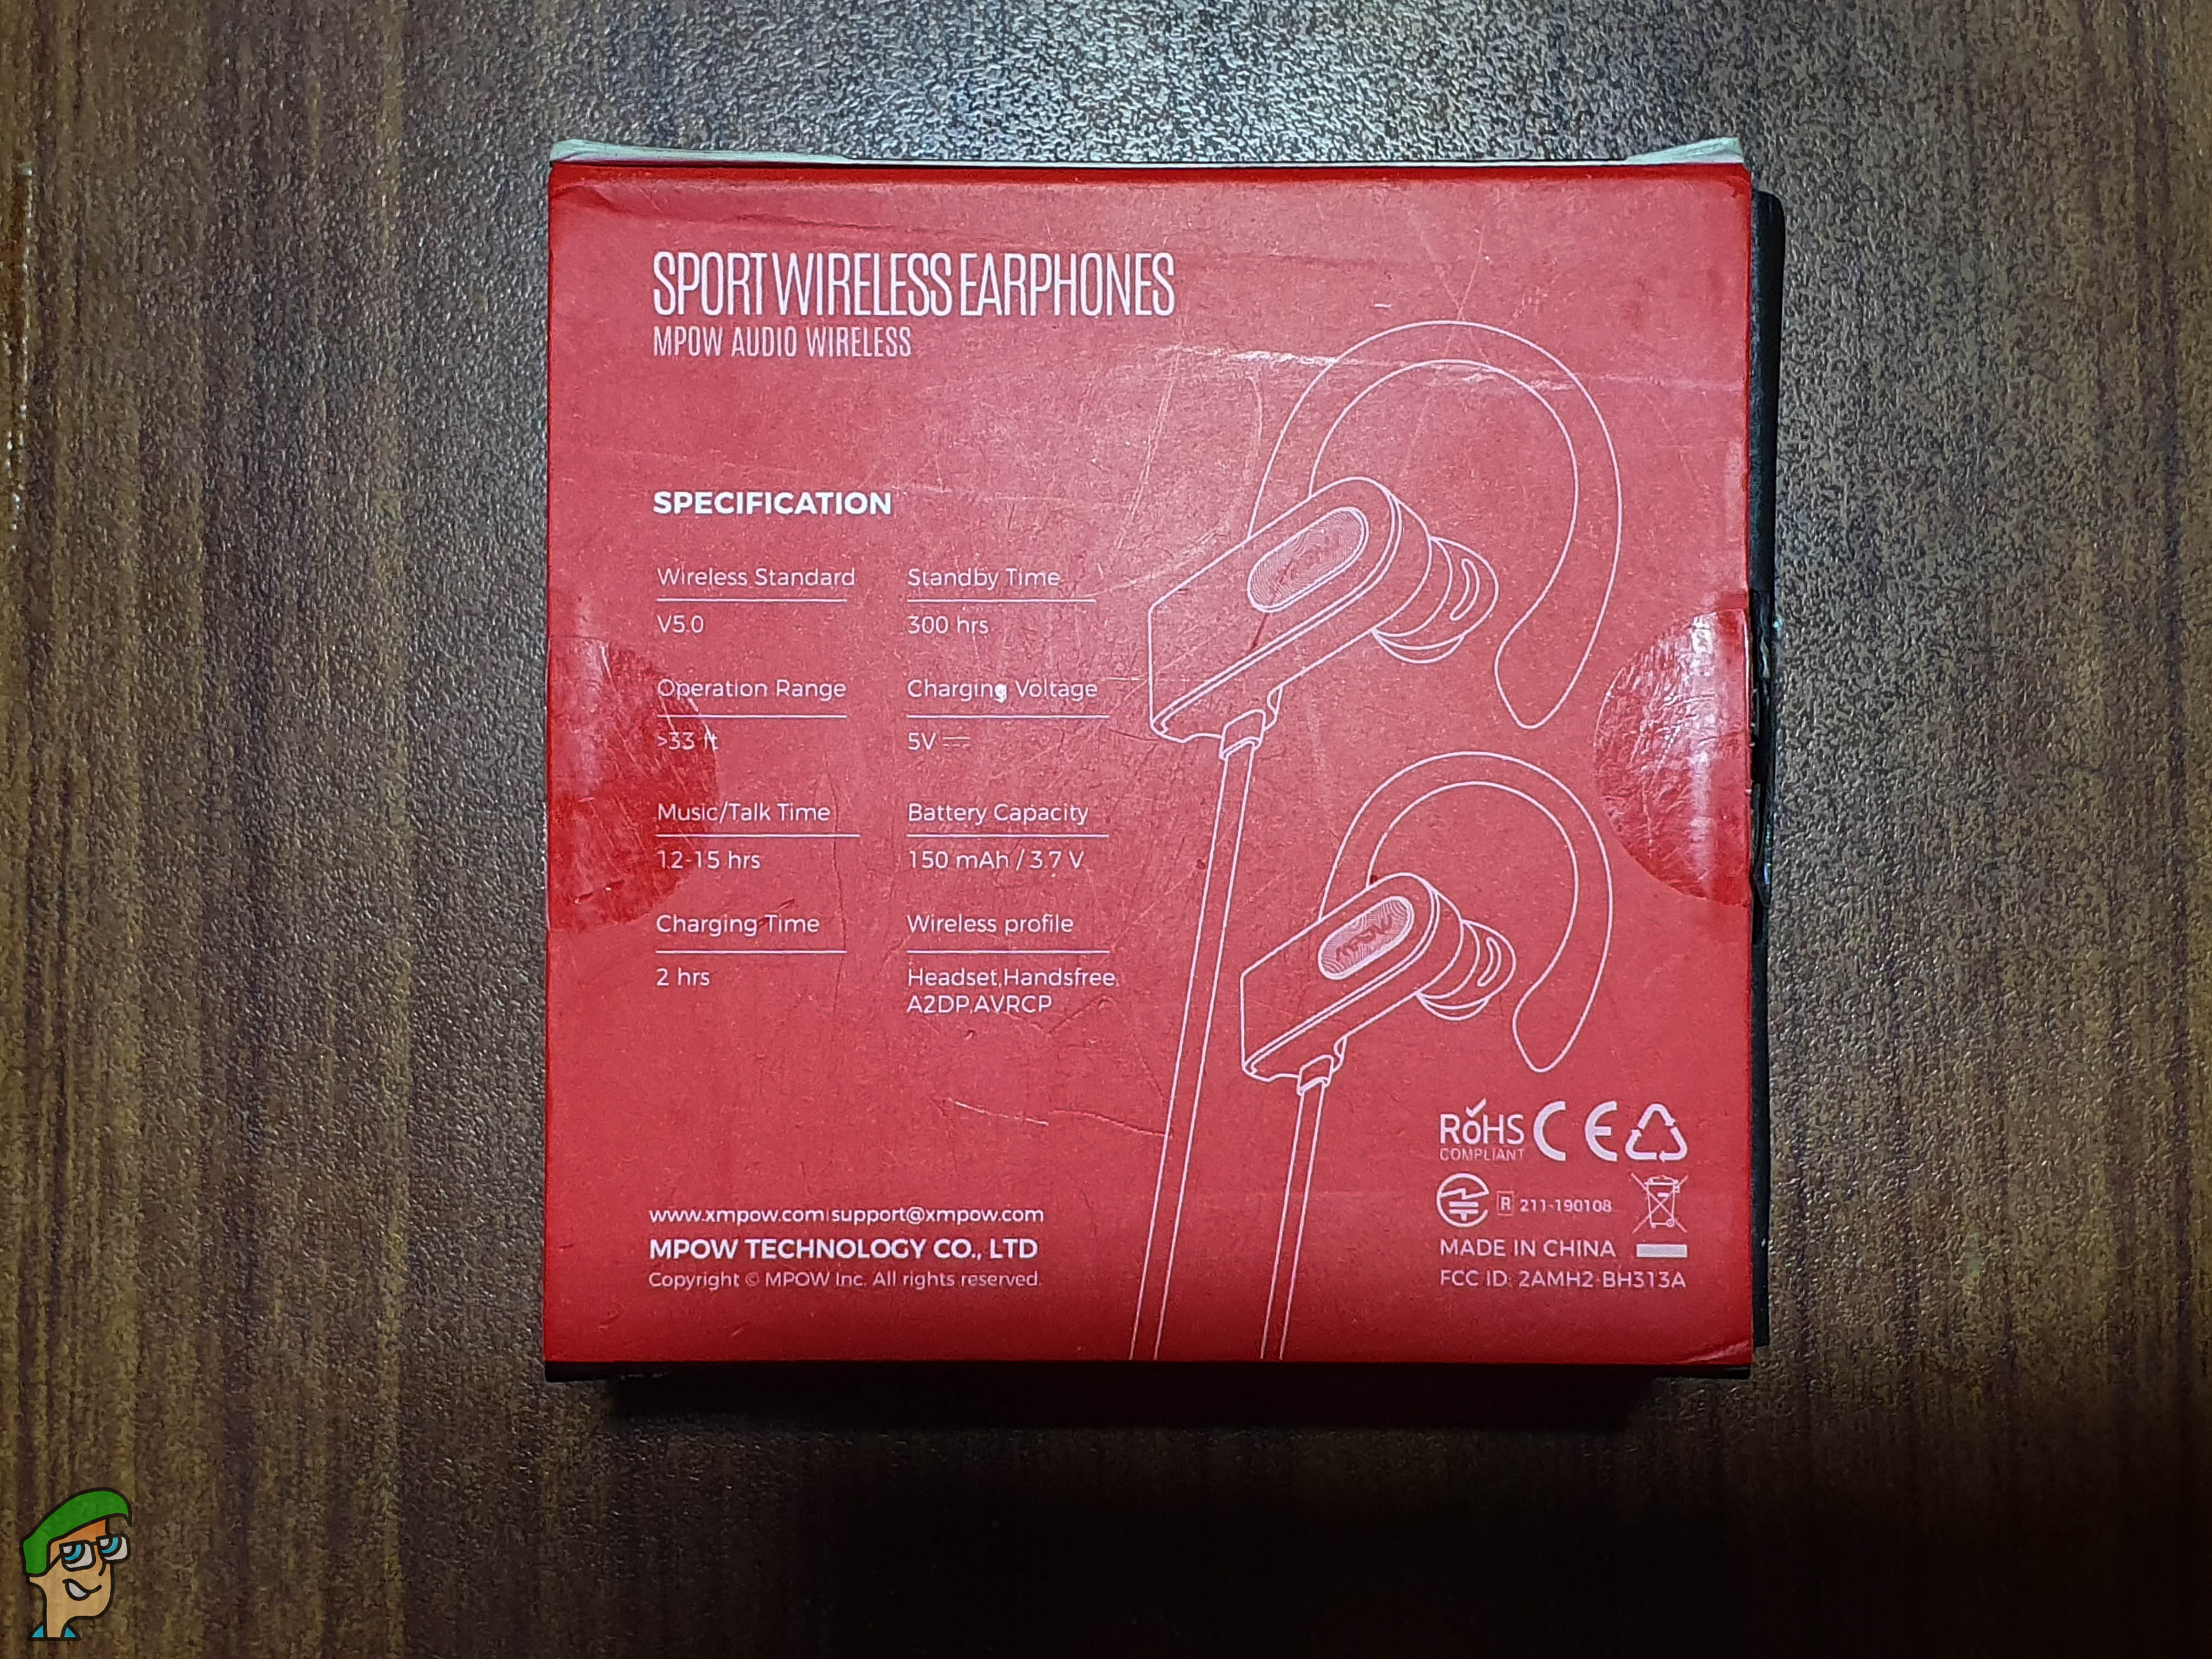 SPORT WIRELESS EARPHONES
MPOW AUDIO WIRELESS
SPECIFICATION
Wireless Standard
V5.0
Standby Time
300 hrs
Operation Range
>33 ft
Charging Voltage
5V ⎓
Music/Talk Time
12-15 hrs
Battery Capacity
150 mAh / 3.7 V
Charging Time
2 hrs
Wireless profile
Headset,Handsfree,
A2DP,AVRCP
MPOW
RoHS
COMPLIANT
CE
R 211-190108
MADE IN CHINA
FCC ID: 2AMH2-BH313A
www.xmpow.com|support@xmpow.com
MPOW TECHNOLOGY CO., LTD
Copyright © MPOW Inc. All rights reserved.